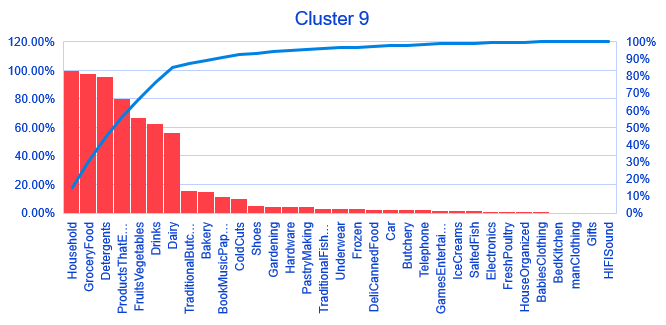 Cluster 9
120.00%
100.00%
80.00%
60.00%
40.00%
20.00%
0.00%
100%
90%
80%
70%
60%
50%
40%
30%
20%
10%
0%
Household
GroceryFood
Detergents
ProductsThatE...
FruitsVegetables
Drinks
Dairy
TraditionalButc...
Bakery
BookMusicPap...
ColdCuts
Shoes
Gardening
Hardware
PastryMaking
TraditionalFish...
Underwear
Frozen
DeliCannedFood
Car
Butchery
Telephone
GamesEntertai...
IceCreams
SaltedFish
Electronics
FreshPoultry
HouseOrganized
BabiesClothing
BedKitchen
manClothing
Gifts
HIFISound